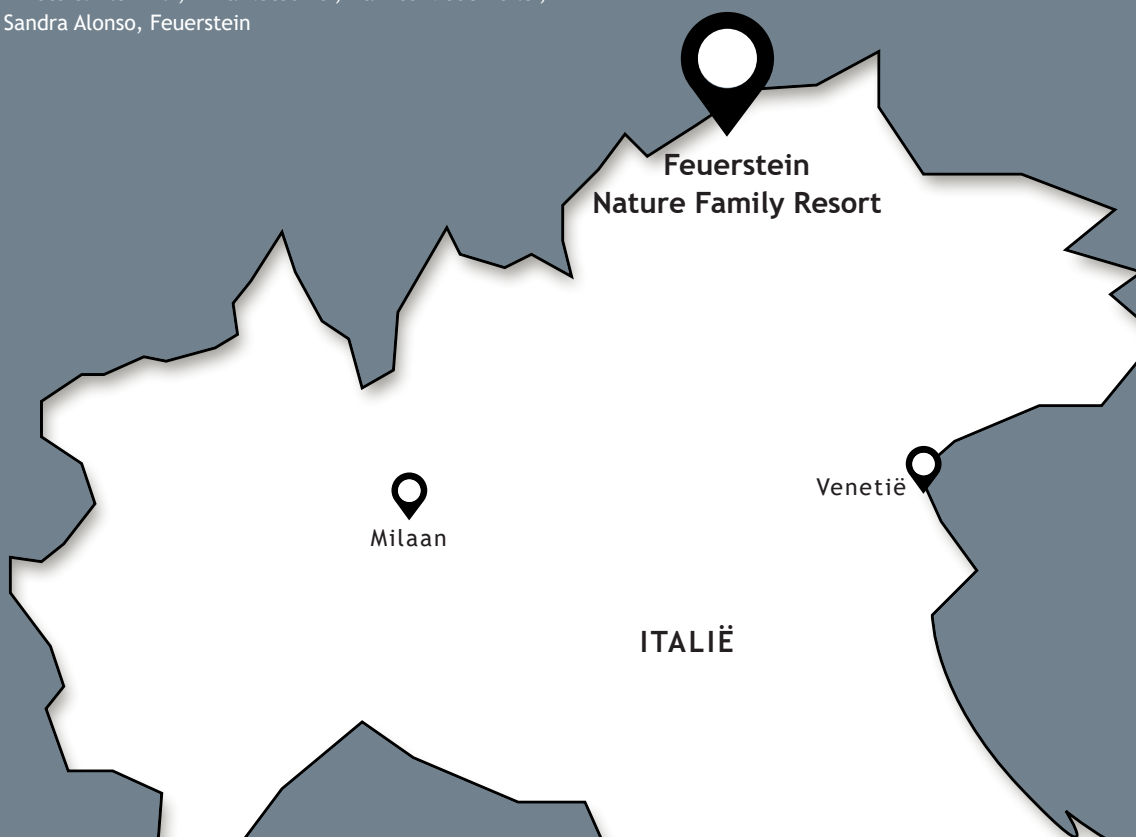 Sandra Alonso, Feuerstein
Feuerstein
Nature Family Resort
Venetië
Milaan
ITALIË